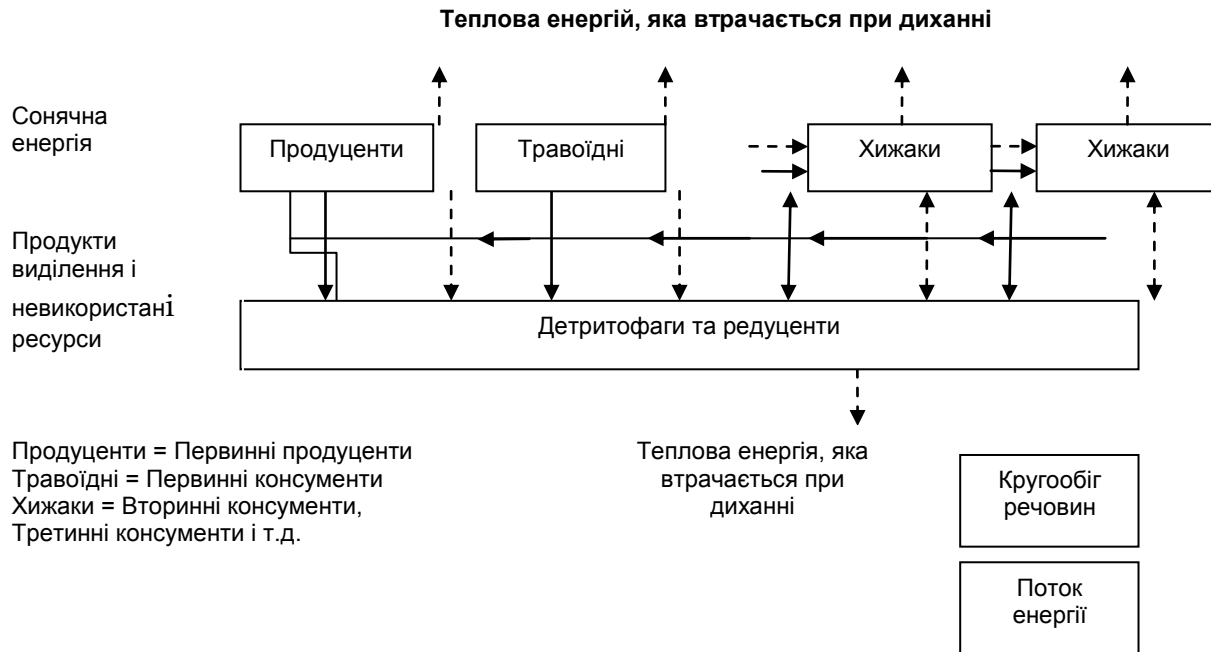 Теплова енергій, яка втрачається при диханні
Сонячна
енергія
Продуценти
Травоїдні
Хижаки
Хижаки
Продукти
виділення і
невикористані
ресурси
Детритофаги та редуценти
Продуценти = Первинні продуценти
Травоїдні = Первинні консументи
Хижаки = Вторинні консументи,
Третинні консументи і т.д.
Теплова енергія, яка
втрачається при
диханні
Кругообіг
речовин
Поток
енергії